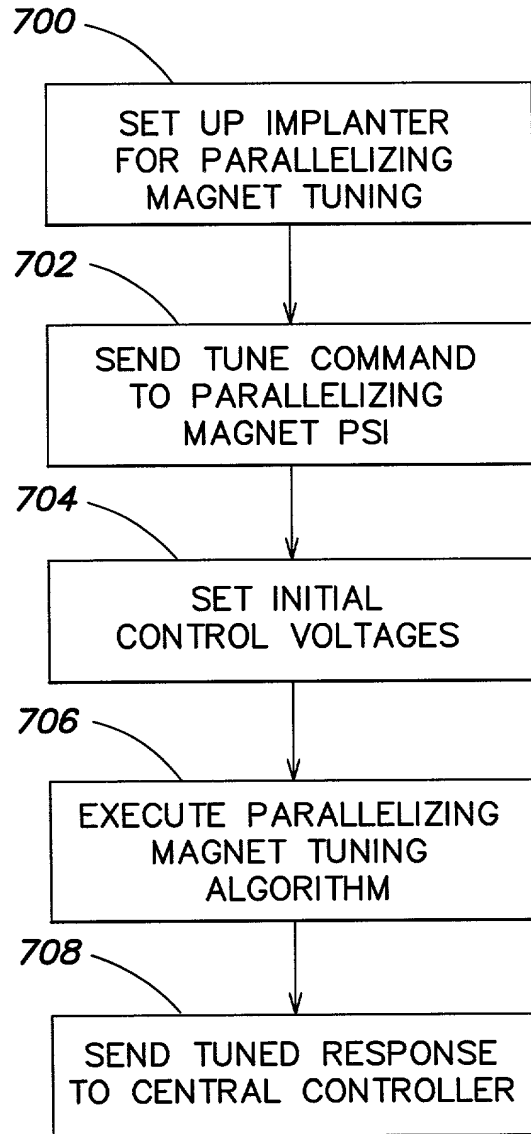 700
SET UP IMPLANTER
FOR PARALLELIZING
MAGNET TUNING
702
SEND TUNE COMMAND
TO PARALLELIZING
MAGNET PSI
704
SET INITIAL
CONTROL VOLTAGES
706
EXECUTE PARALLELIZING
MAGNET TUNING
ALGORITHM
708
SEND TUNED RESPONSE
TO CENTRAL CONTROLLER